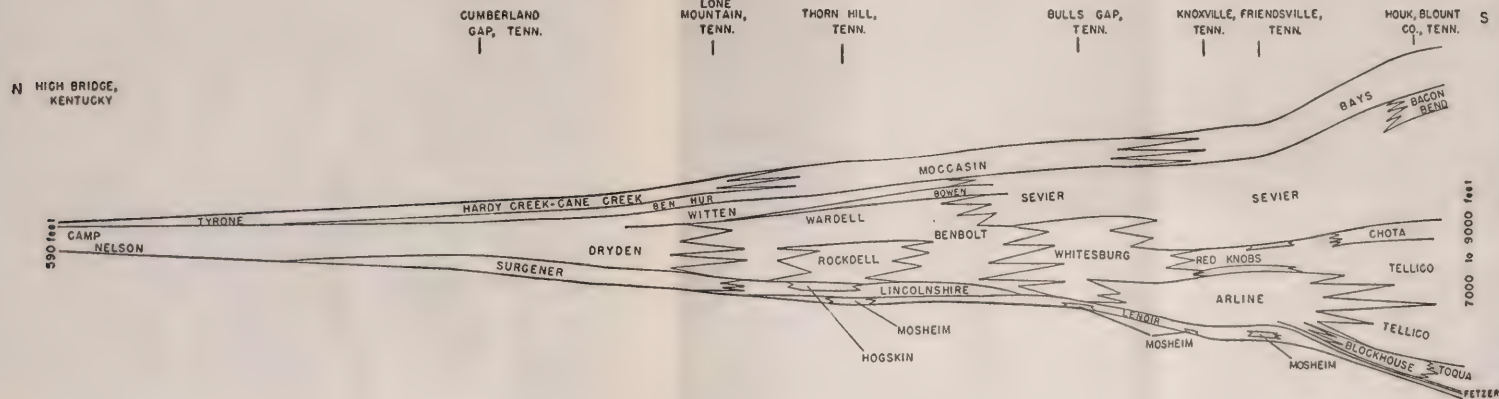 N
HIGH BRIDGE,
KENTUCKY
CUMBERLAND
GAP, TENN.
LONE
MOUNTAIN,
TENN.
THORN HILL,
TENN.
BULLS GAP,
TENN.
KNOXVILLE,
TENN.
FRIENDSVILLE,
TENN.
HOUK, BLOUNT
CO., TENN.
S
BAYS
BACON
BEND
MOCCASIN
TYRONE
HARDY CREEK-CANE CREEK
BEN HUR
BOWEN
SEVIER
SEVIER
WITTEN
WARDELL
CAMP
NELSON
DRYDEN
BENBOLT
CHOTA
590 feet
SURGENER
ROCKDELL
WHITESBURG
RED KNOBS
TELLICO
7000 to 9000 feet
LINCOLNSHIRE
ARLINE
MOSHEIM
HOGSKIN
LENOIR
MOSHEIM
MOSHEIM
TELLICO
BLOCKHOUSE
TOQUA
FETZER